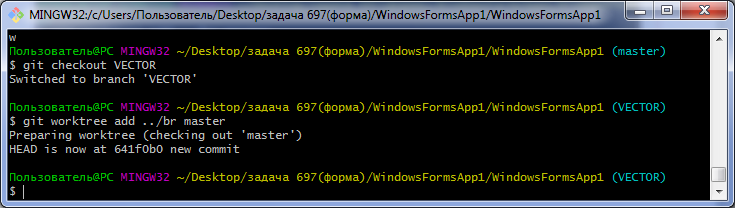 MINGW32:/c/Users/Пользователь/Desktop/задача 697(форма)/WindowsFormsApp1/WindowsFormsApp1
w
Пользователь@PC MINGW32 ~/Desktop/задача 697(форма)/WindowsFormsApp1/WindowsFormsApp1 (master)
$ git checkout VECTOR
Switched to branch 'VECTOR'
Пользователь@PC MINGW32 ~/Desktop/задача 697(форма)/WindowsFormsApp1/WindowsFormsApp1 (VECTOR)
$ git worktree add ../br master
Preparing worktree (checking out 'master')
HEAD is now at 641f0b0 new commit
Пользователь@PC MINGW32 ~/Desktop/задача 697(форма)/WindowsFormsApp1/WindowsFormsApp1 (VECTOR)
$